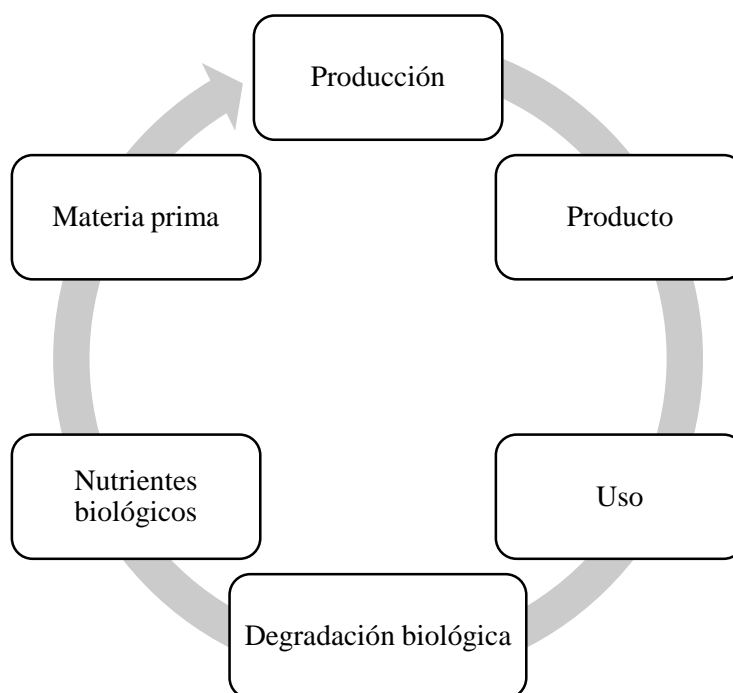 Producción
Producto
Uso
Degradación biológica
Nutrientes
biológicos
Materia prima